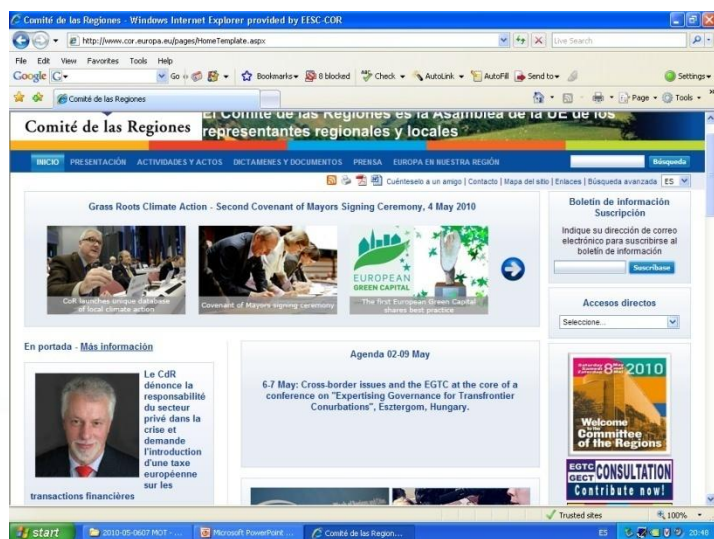 Comité de las Regiones - Windows Internet Explorer provided by EESC-COR
http://www.cor.europa.eu/pages/HomeTemplate.aspx
Live Search
File Edit View Favorites Tools Help
Google G Go Bookmarks 8 blocked Check AutoLink AutoFill Send to Settings
Comité de las Regiones Page Tools
Comité de las Regiones
El Comité de las Regiones es la Asamblea de la UE de los
representantes regionales y locales
INICIO PRESENTACIÓN ACTIVIDADES Y ACTOS DICTAMENES Y DOCUMENTOS PRENSA EUROPA EN NUESTRA REGIÓN Búsqueda
Cuénteselo a un amigo | Contacto | Mapa del sitio | Enlaces | Búsqueda avanzada ES
Grass Roots Climate Action - Second Covenant of Mayors Signing Ceremony, 4 May 2010
CoR launches unique database
of local climate action
Covenant of Mayors signing ceremony
EUROPEAN
GREEN CAPITAL
The first European Green Capital
shares best practice
Boletín de información
Suscripción
Indique su dirección de correo
electrónico para suscribirse al
boletín de información
Suscríbase
Accesos directos
Seleccione...
En portada - Más información
Le CdR
dénonce la
responsabilité
du secteur
privé dans la
crise et
demande
l'introduction
d'une taxe
européenne
sur les
transactions financières
Agenda 02-09 May
6-7 May: Cross-border issues and the EGTC at the core of a
conference on "Expertising Governance for Transfrontier
Conurbations", Esztergom, Hungary.
8 2010
Welcome
Committee
of the Regions
EGTC
GECT CONSULTATION
Contribute now!
Trusted sites 100%
start 2010-05-0607 MOT - ... Microsoft PowerPoint ... Comité de las Region... ES 20:48